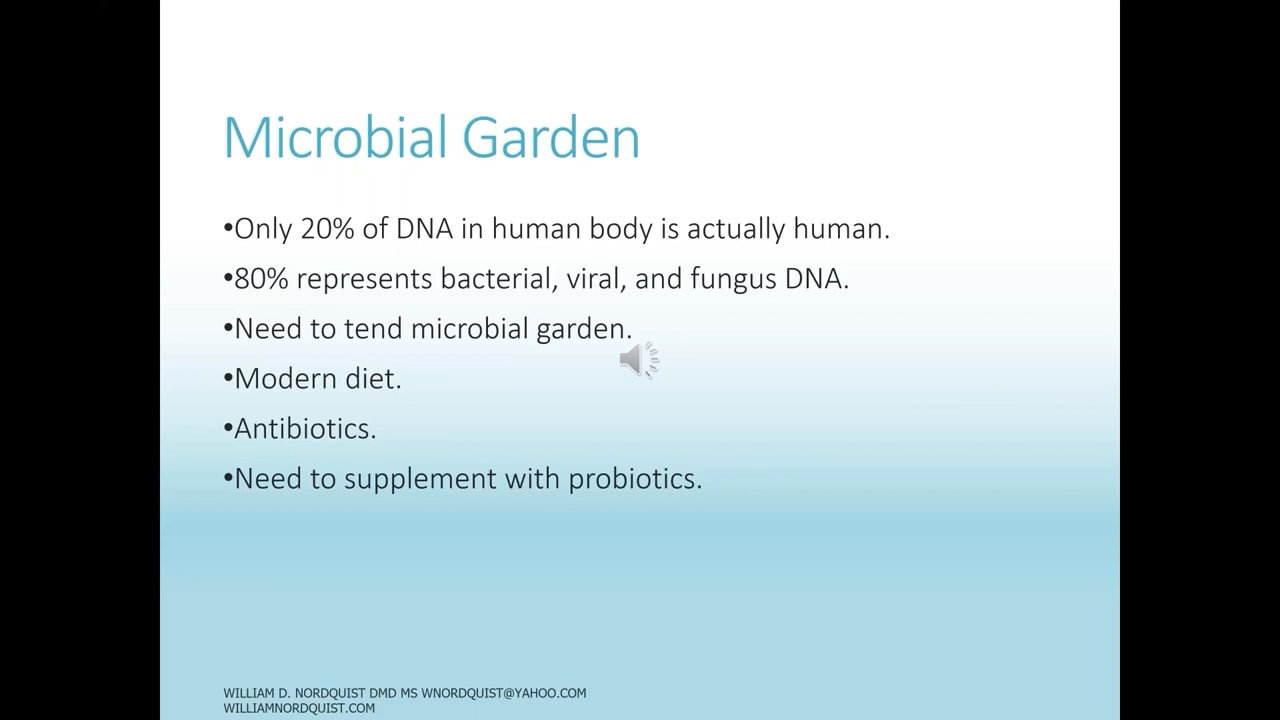 Microbial Garden
•Only 20% of DNA in human body is actually human.
•80% represents bacterial, viral, and fungus DNA.
•Need to tend microbial garden.
•Modern diet.
•Antibiotics.
•Need to supplement with probiotics.
WILLIAM D. NORDQUIST DMD MS WNORDQUIST@YAHOO.COM
WILLIAMNORDQUIST.COM